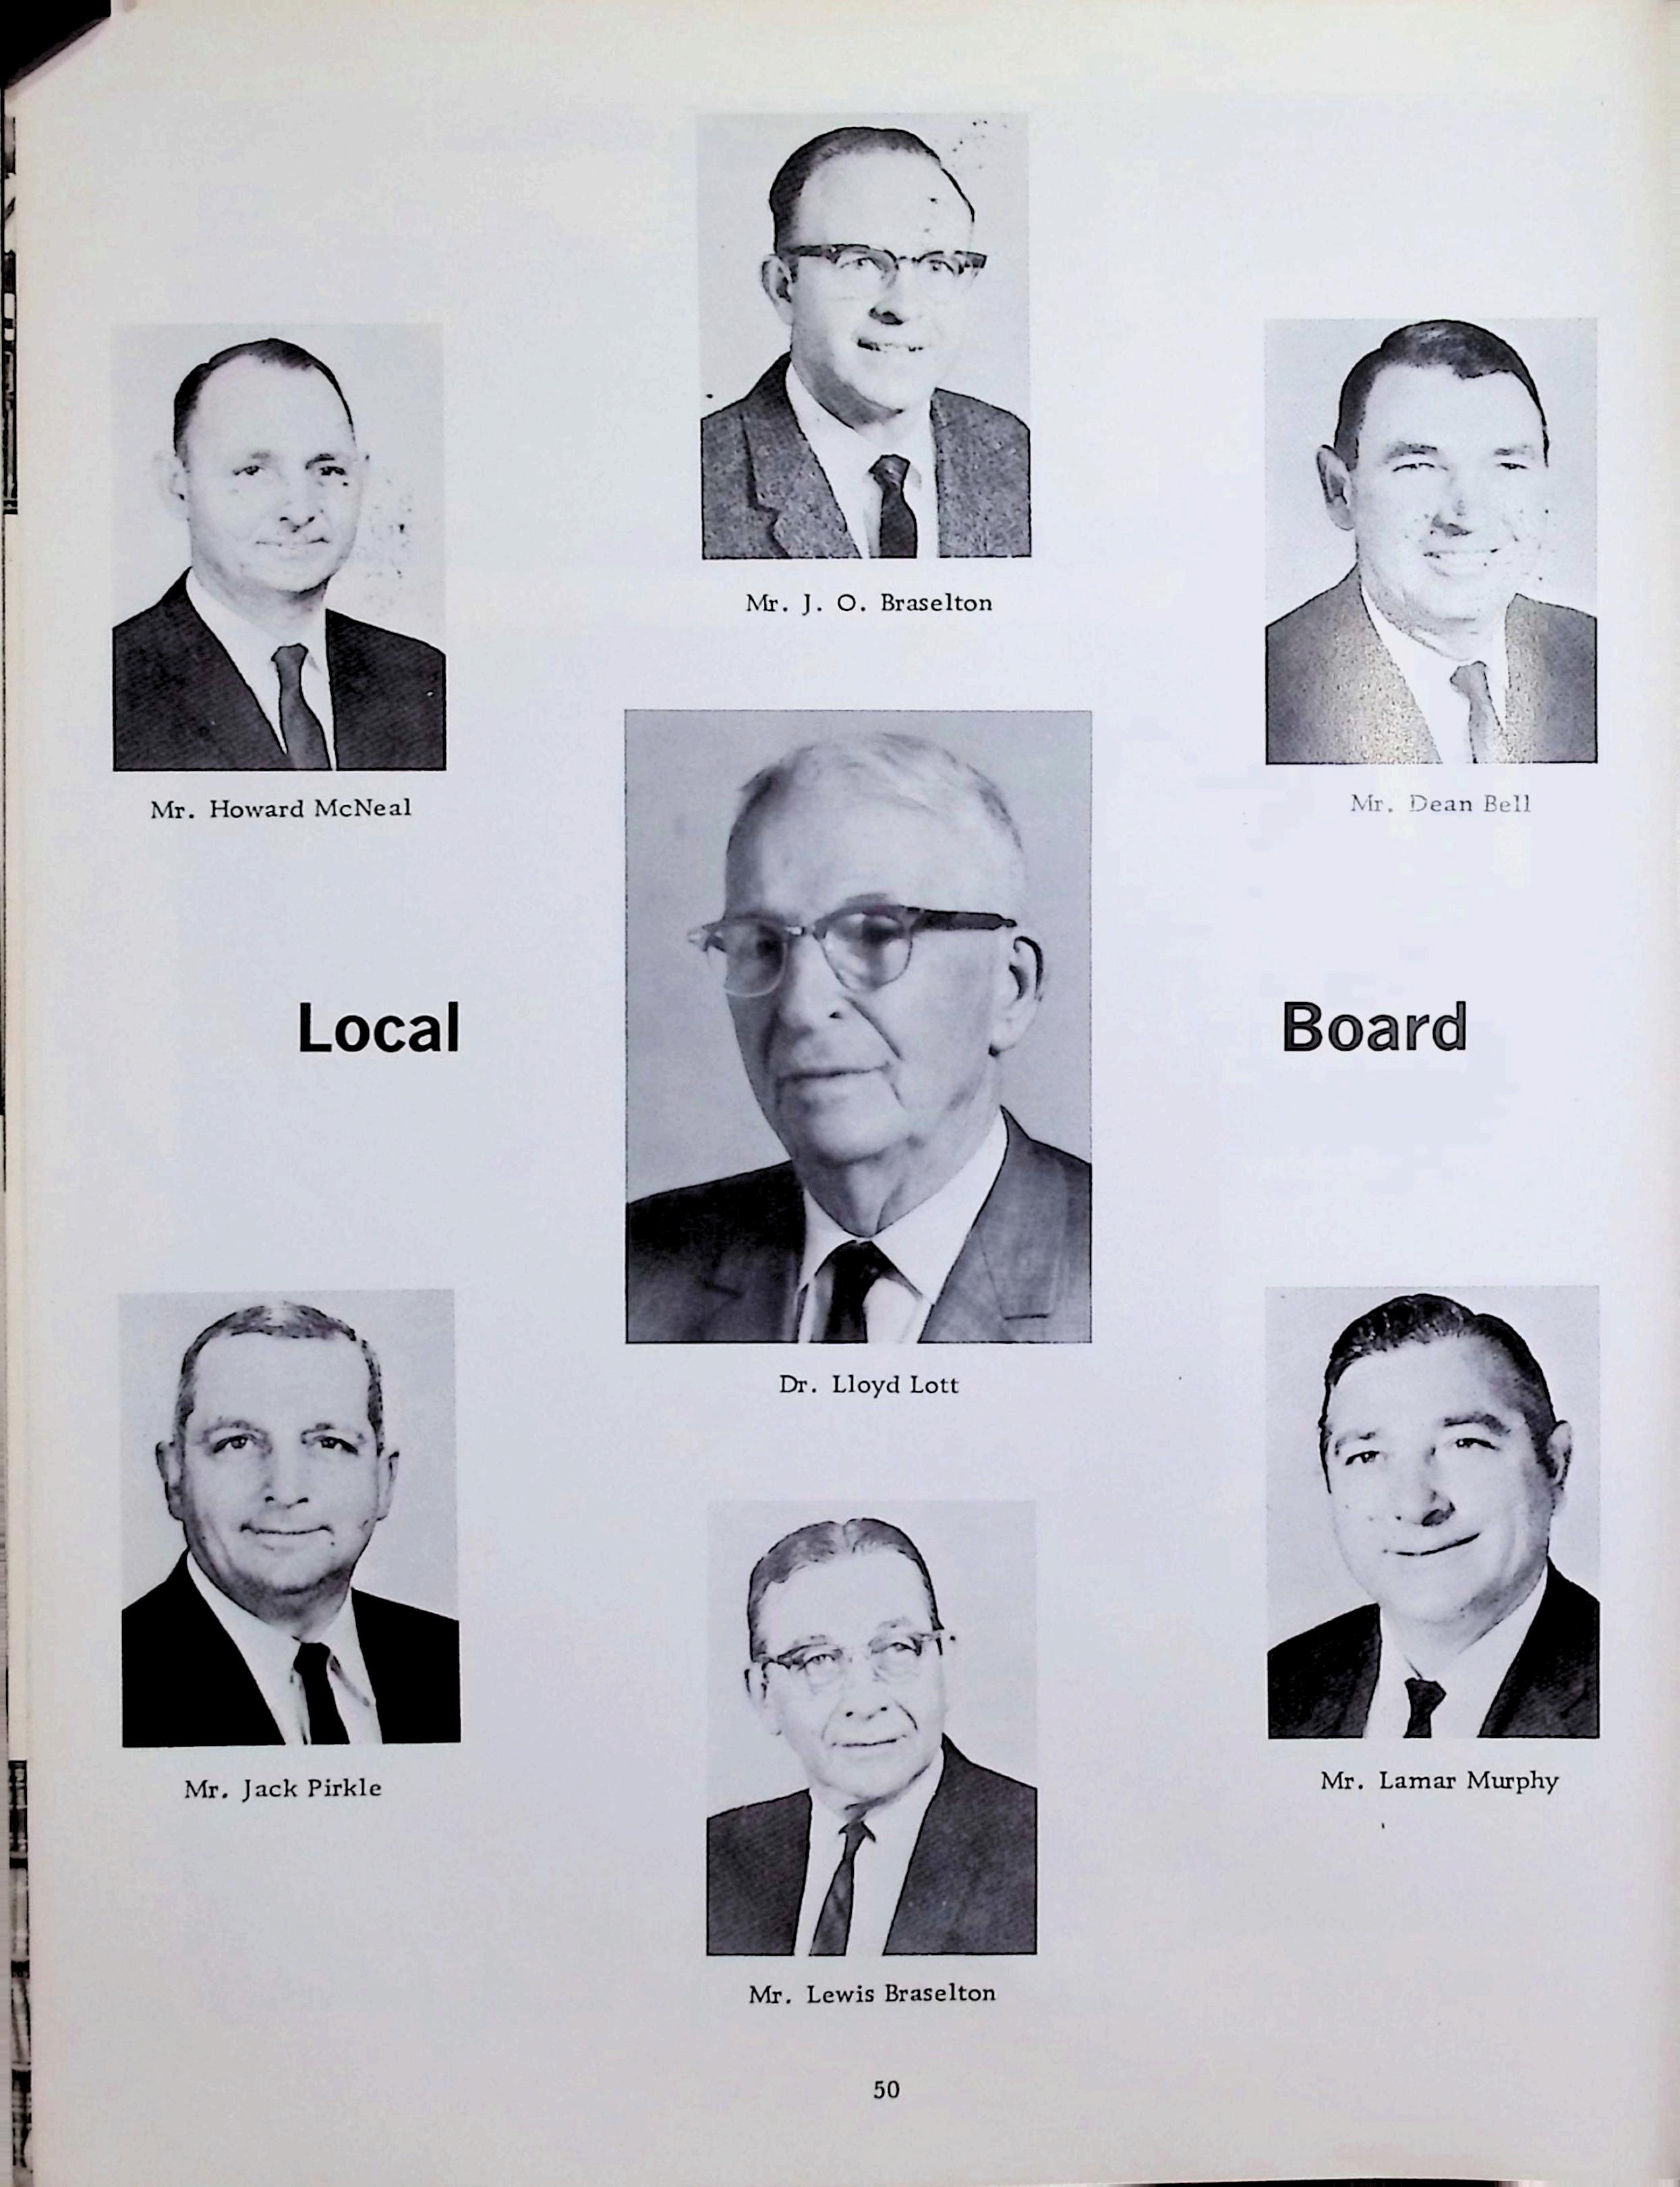 Mr. J. O. Braselton
Mr. Howard McNeal
Mr. Dean Bell
Local Board
Dr. Lloyd Lott
Mr. Jack Pirkle
Mr. Lamar Murphy
Mr. Lewis Braselton
50